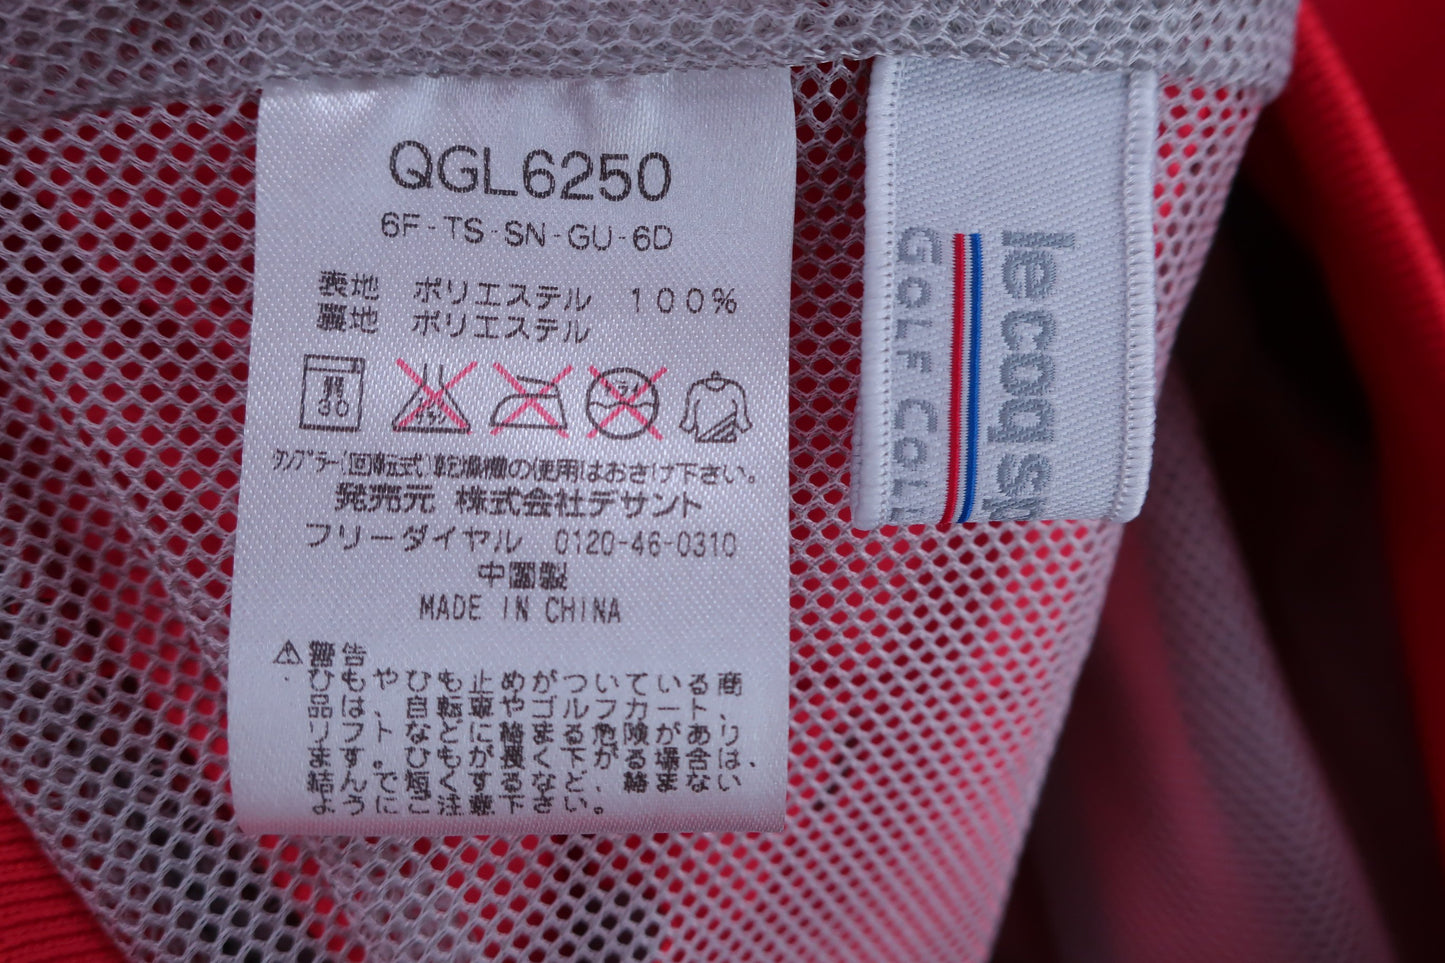 QGL6250
6F-TS-SN-GU-6D
表地 ポリエステル 100%
裏地 ポリエステル
30
タンブラー(回転式)乾燥機の使用はおさけ下さい。
発売元 株式会社デサント
フリーダイヤル 0120-46-0310
中国製
MADE IN CHINA
⚠警告
ひもやひも止めがついている商
品は、自転車やゴルフカート、
リフトなどに絡まる危険があり
ます。ひもが長く下がる場合は、
結んで短くするなど、絡まない
ようにご注意下さい。
le coq sp
GOLF COL